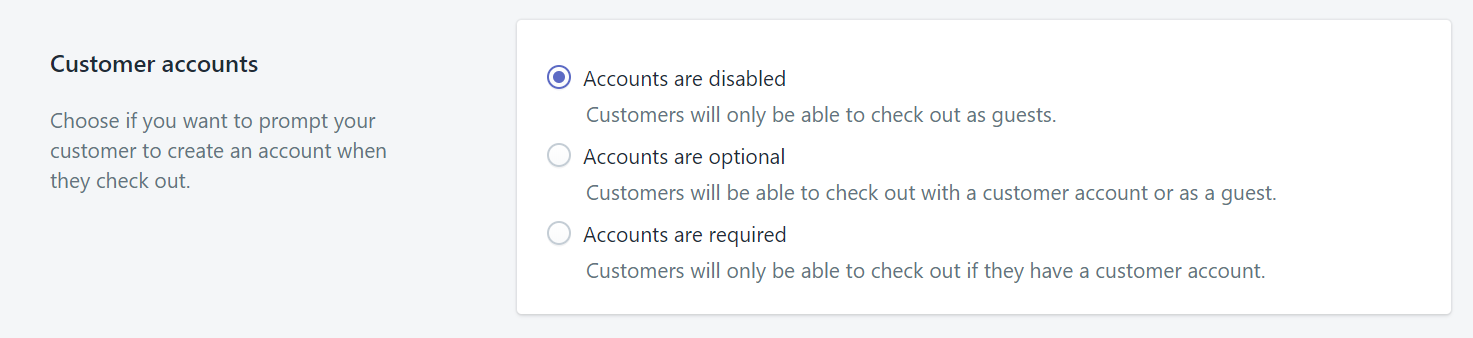 Customer accounts
Choose if you want to prompt your
customer to create an account when
they check out.
Accounts are disabled
Customers will only be able to check out as guests.
Accounts are optional
Customers will be able to check out with a customer account or as a guest.
Accounts are required
Customers will only be able to check out if they have a customer account.